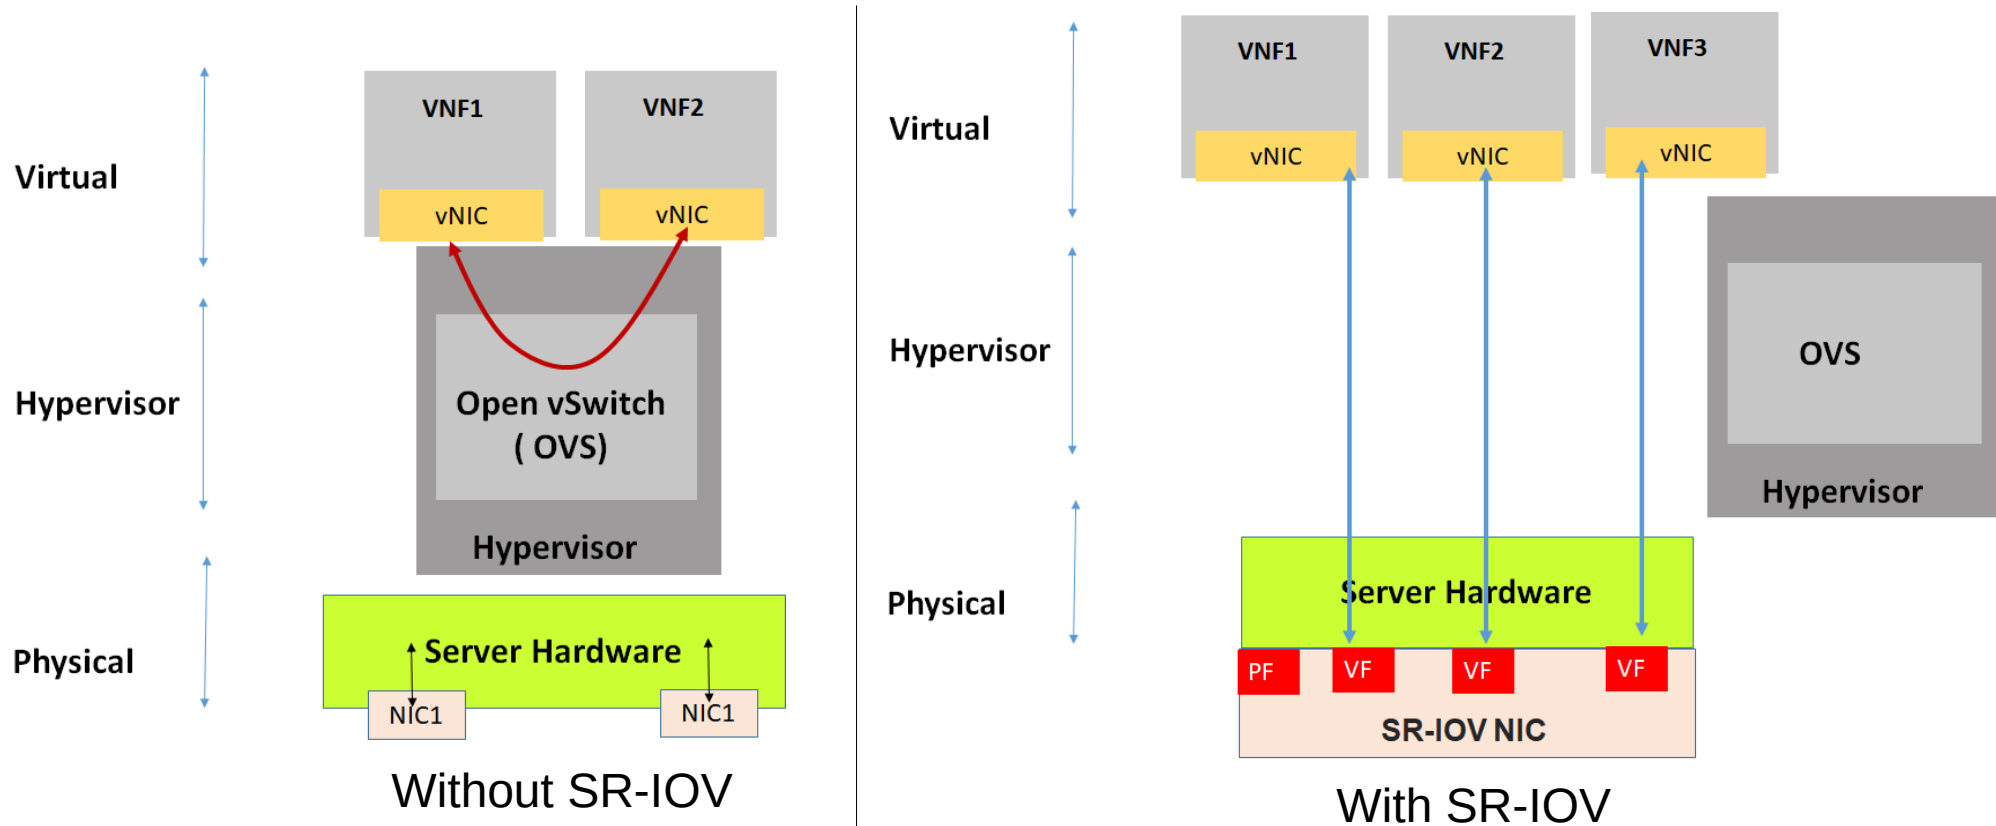 VNF1
VNF2
Virtual
vNIC
vNIC
Hypervisor
Open vSwitch
( OVS)
Hypervisor
Physical
Server Hardware
NIC1
NIC1
Without SR-IOV
VNF1
VNF2
VNF3
Virtual
vNIC
vNIC
vNIC
Hypervisor
OVS
Hypervisor
Physical
Server Hardware
PF
VF
VF
VF
SR-IOV NIC
With SR-IOV